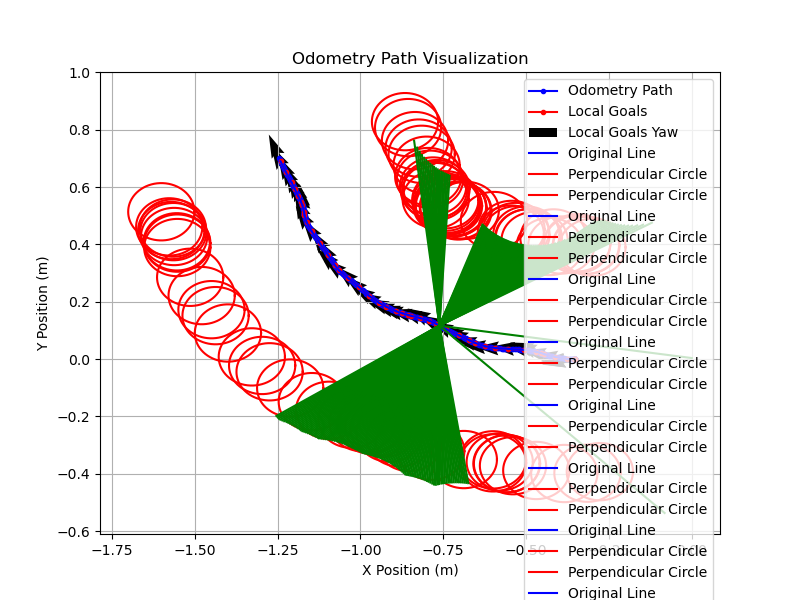 Odometry Path Visualization
1.0
0.8
0.6
0.4
0.2
0.0
−0.2
−0.4
−0.6
Y Position (m)
−1.75
−1.50
−1.25
−1.00
−0.75
X Position (m)
Odometry Path
Local Goals
Local Goals Yaw
Original Line
Perpendicular Circle
Perpendicular Circle
Original Line
Perpendicular Circle
Perpendicular Circle
Original Line
Perpendicular Circle
Perpendicular Circle
Original Line
Perpendicular Circle
Perpendicular Circle
Original Line
Perpendicular Circle
Perpendicular Circle
Original Line
Perpendicular Circle
Perpendicular Circle
Original Line
Perpendicular Circle
Perpendicular Circle
Original Line